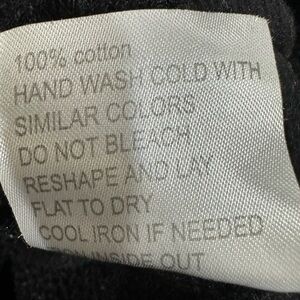 100% cotton
HAND WASH COLD WITH
SIMILAR COLORS
DO NOT BLEACH
RESHAPE AND LAY
FLAT TO DRY
COOL IRON IF NEEDED
INSIDE OUT